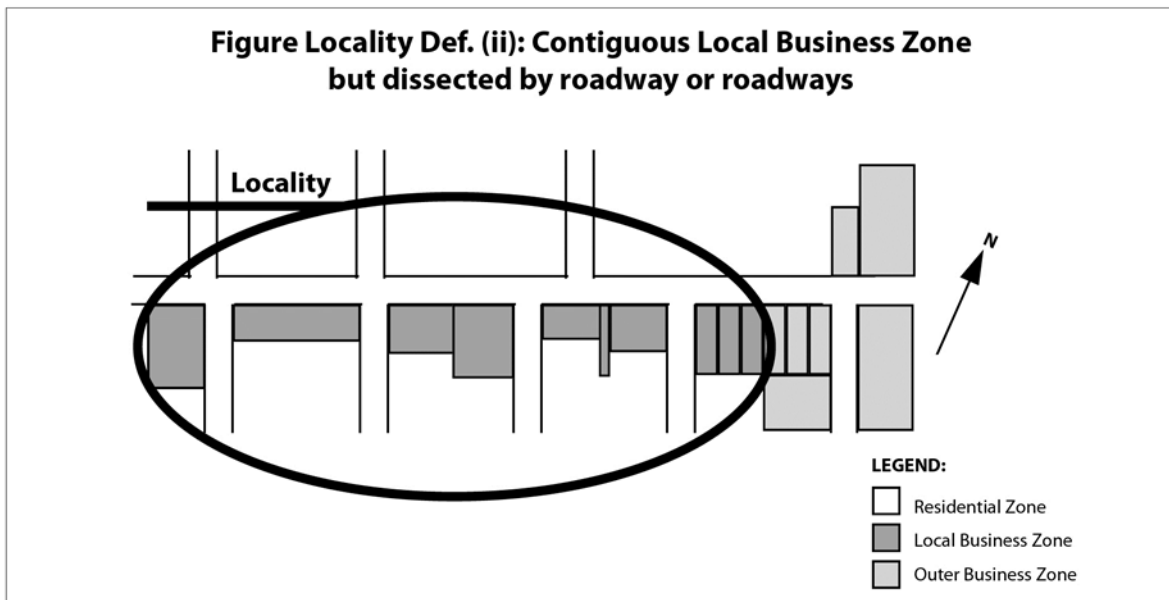 Figure Locality Def. (ii): Contiguous Local Business Zone
but dissected by roadway or roadways
Locality
N
LEGEND:
Residential Zone
Local Business Zone
Outer Business Zone